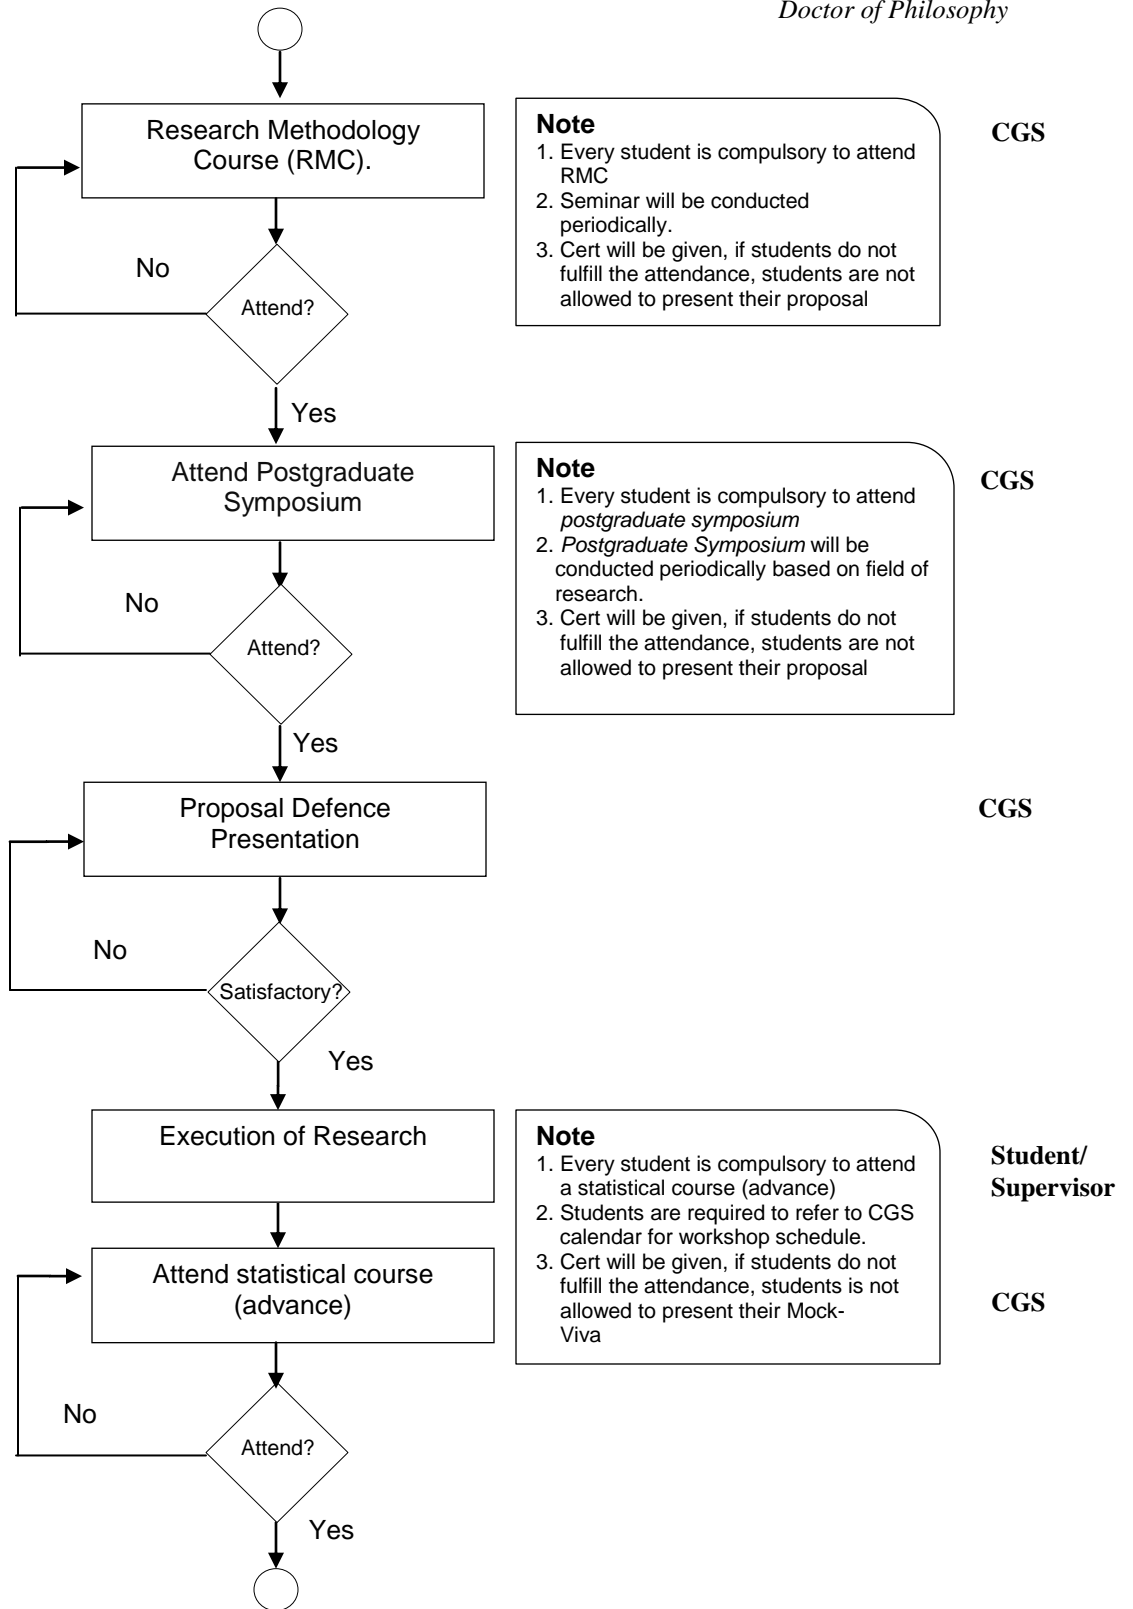 Doctor of Philosophy
Research Methodology
Course (RMC).
Note
1. Every student is compulsory to attend
RMC
2. Seminar will be conducted
periodically.
3. Cert will be given, if students do not
fulfill the attendance, students are not
allowed to present their proposal
CGS
No
Attend?
Yes
Attend Postgraduate
Symposium
Note
1. Every student is compulsory to attend
postgraduate symposium
2. Postgraduate Symposium will be
conducted periodically based on field of
research.
3. Cert will be given, if students do not
fulfill the attendance, students are not
allowed to present their proposal
CGS
No
Attend?
Yes
Proposal Defence
Presentation
CGS
No
Satisfactory?
Yes
Execution of Research
Note
1. Every student is compulsory to attend
a statistical course (advance)
2. Students are required to refer to CGS
calendar for workshop schedule.
3. Cert will be given, if students do not
fulfill the attendance, students is not
allowed to present their Mock-
Viva
Student/
Supervisor
Attend statistical course
(advance)
CGS
No
Attend?
Yes